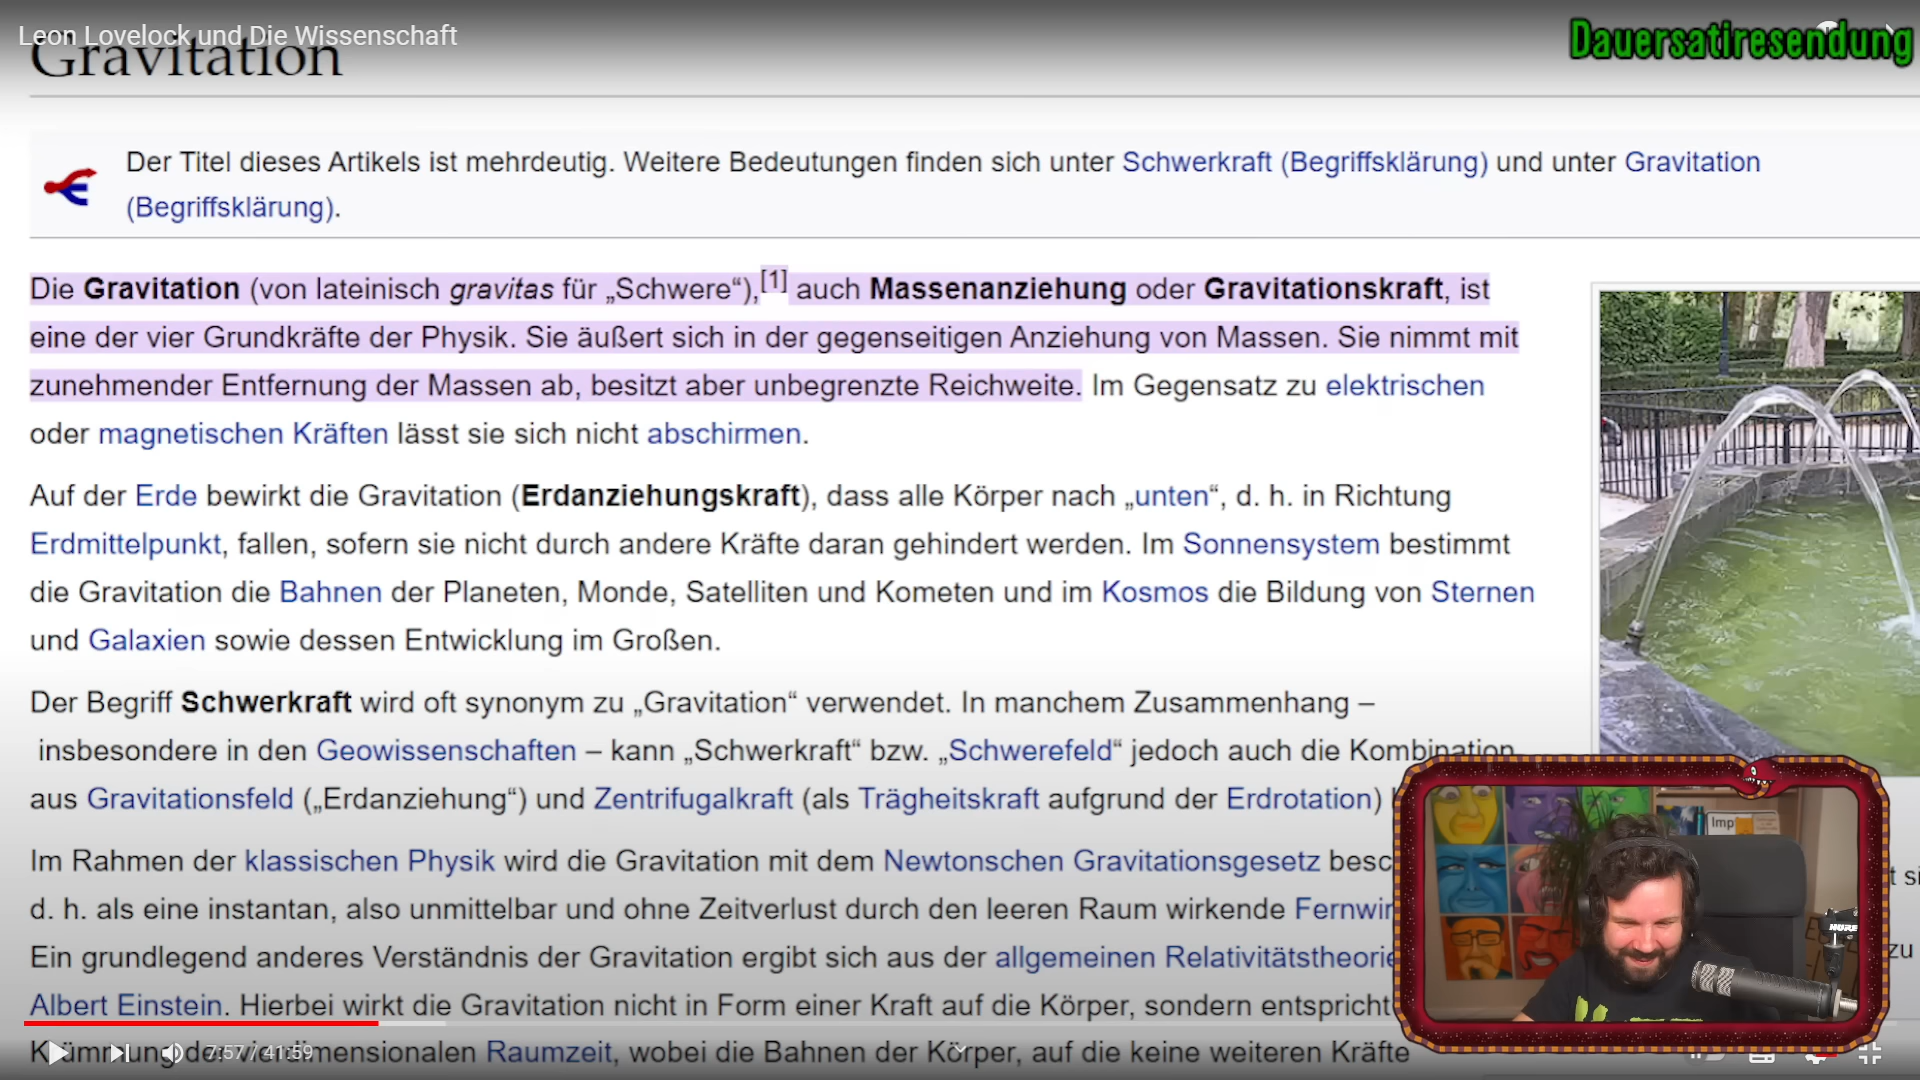 Leon Lovelock und Die Wissenschaft
Dauersatiresendung
Gravitation
Der Titel dieses Artikels ist mehrdeutig. Weitere Bedeutungen finden sich unter Schwerkraft (Begriffsklärung) und unter Gravitation
(Begriffsklärung).
Die Gravitation (von lateinisch gravitas für „Schwere“),[1] auch Massenanziehung oder Gravitationskraft, ist
eine der vier Grundkräfte der Physik. Sie äußert sich in der gegenseitigen Anziehung von Massen. Sie nimmt mit
zunehmender Entfernung der Massen ab, besitzt aber unbegrenzte Reichweite. Im Gegensatz zu elektrischen
oder magnetischen Kräften lässt sie sich nicht abschirmen.
Auf der Erde bewirkt die Gravitation (Erdanziehungskraft), dass alle Körper nach „unten“, d. h. in Richtung
Erdmittelpunkt, fallen, sofern sie nicht durch andere Kräfte daran gehindert werden. Im Sonnensystem bestimmt
die Gravitation die Bahnen der Planeten, Monde, Satelliten und Kometen und im Kosmos die Bildung von Sternen
und Galaxien sowie dessen Entwicklung im Großen.
Der Begriff Schwerkraft wird oft synonym zu „Gravitation“ verwendet. In manchem Zusammenhang –
insbesondere in den Geowissenschaften – kann „Schwerkraft“ bzw. „Schwerefeld“ jedoch auch die Kombination
aus Gravitationsfeld („Erdanziehung“) und Zentrifugalkraft (als Trägheitskraft aufgrund der Erdrotation)
Im Rahmen der klassischen Physik wird die Gravitation mit dem Newtonschen Gravitationsgesetz besc
d. h. als eine instantan, also unmittelbar und ohne Zeitverlust durch den leeren Raum wirkende Fernwir
Ein grundlegend anderes Verständnis der Gravitation ergibt sich aus der allgemeinen Relativitätstheorie
Albert Einstein. Hierbei wirkt die Gravitation nicht in Form einer Kraft auf die Körper, sondern entspricht
Krümmung der vierdimensionalen Raumzeit, wobei die Bahnen der Körper, auf die keine weiteren Kräfte
7:57 / 41:59
Imp
t si
zu